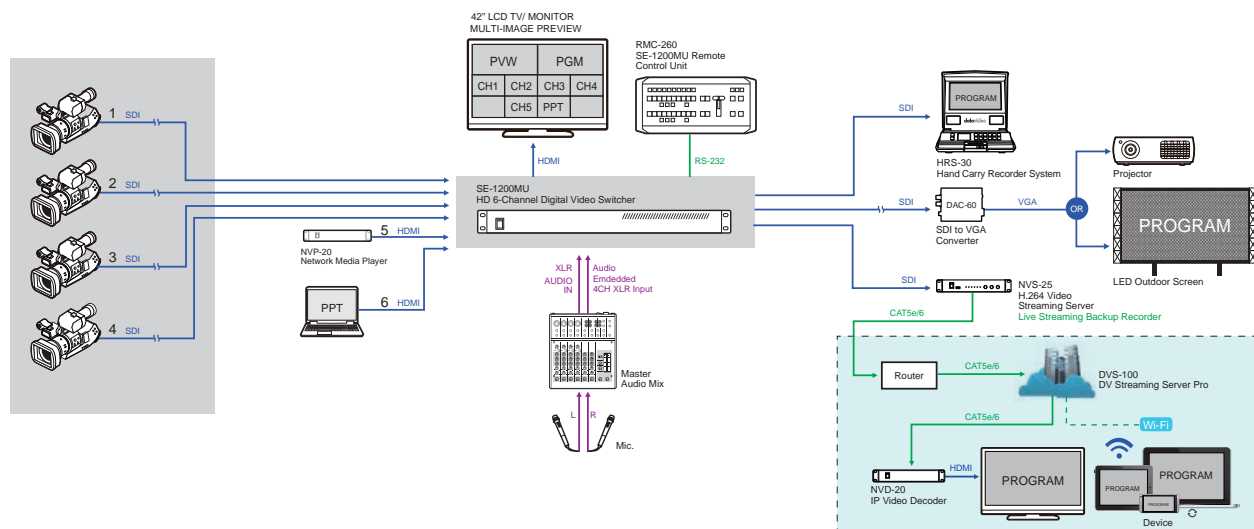 42" LCD TV/ MONITOR
MULTI-IMAGE PREVIEW
PVW PGM
CH1 CH2 CH3 CH4
CH5 PPT
RMC-260
SE-1200MU Remote
Control Unit
HDMI
RS-232
1 SDI
2 SDI
3 SDI
4 SDI
5 HDMI
NVP-20
Network Media Player
PPT
6 HDMI
SE-1200MU
HD 6-Channel Digital Video Switcher
XLR
AUDIO
IN
Audio
Emdedded
4CH XLR Input
Master
Audio Mix
L R
Mic.
SDI
PROGRAM
datavideo
HRS-30
Hand Carry Recorder System
SDI
DAC-60
SDI to VGA
Converter
VGA
OR
Projector
PROGRAM
LED Outdoor Screen
SDI
NVS-25
H.264 Video
Streaming Server
Live Streaming Backup Recorder
CAT5e/6
Router
CAT5e/6
DVS-100
DV Streaming Server Pro
CAT5e/6
Wi-Fi
NVD-20
IP Video Decoder
HDMI
PROGRAM
PROGRAM
PROGRAM
PROGRAM
Device